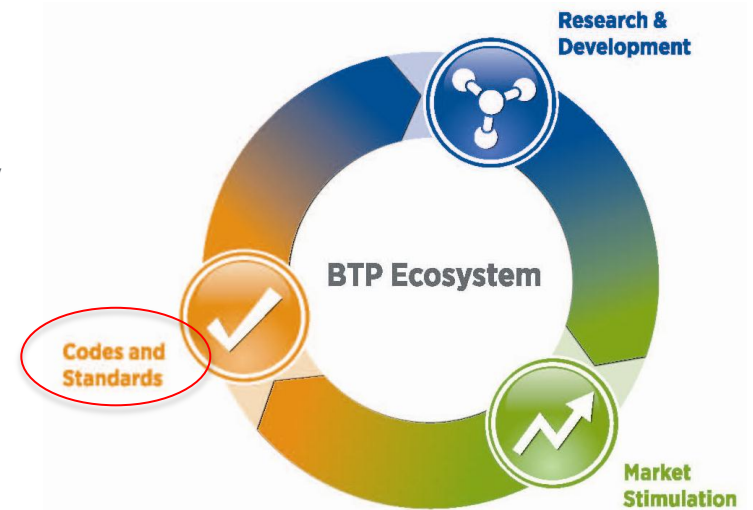 Research &
Development
BTP Ecosystem
Codes and
Standards
Market
Stimulation